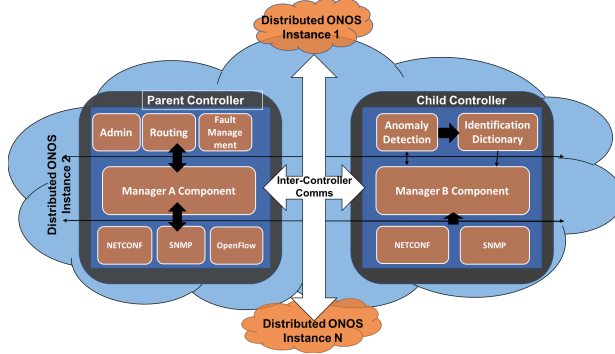 Distributed ONOS
Instance 1
Parent Controller
Child Controller
Admin
Routing
Fault
Manage
ment
Anomaly
Detection
Identification
Dictionary
Distributed ONOS
Instance 2
Manager A Component
Inter-Controller
Comms
Manager B Component
NETCONF
SNMP
OpenFlow
NETCONF
SNMP
Distributed ONOS
Instance N